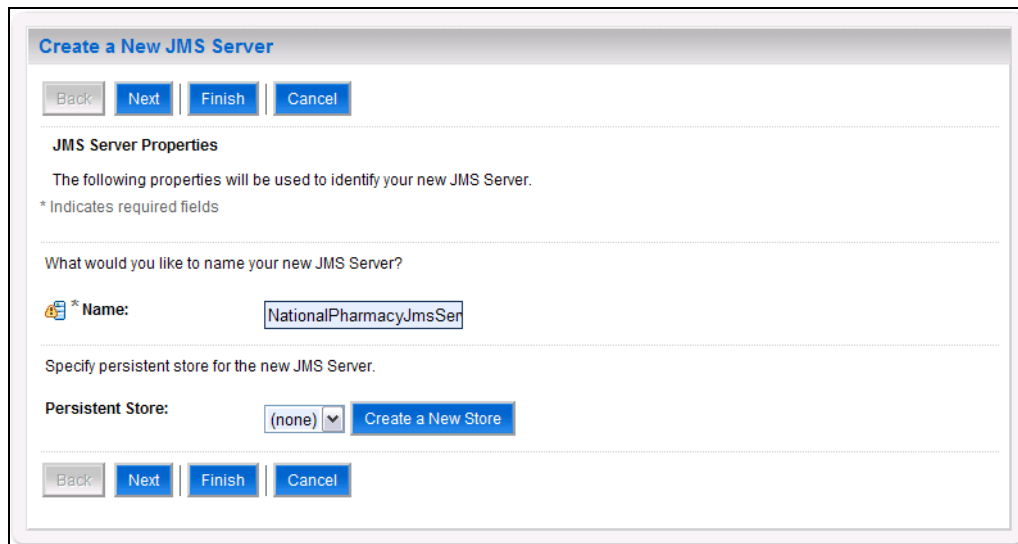 Create a New JMS Server
Back Next Finish Cancel
JMS Server Properties
The following properties will be used to identify your new JMS Server.
* Indicates required fields
What would you like to name your new JMS Server?
* Name: NationalPharmacyJmsSer
Specify persistent store for the new JMS Server.
Persistent Store: (none) Create a New Store
Back Next Finish Cancel